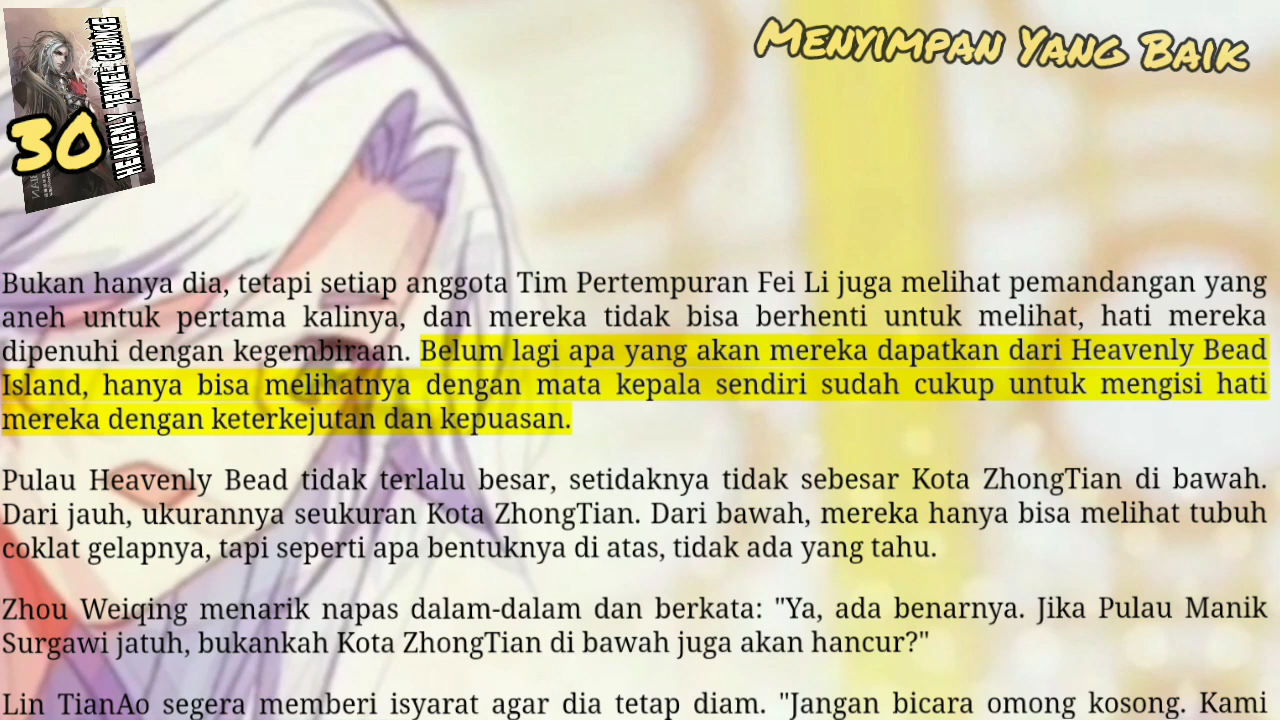 HEAVENLY JEWEL CHANGE
30
Menyimpan Yang Baik
Bukan hanya dia, tetapi setiap anggota Tim Pertempuran Fei Li juga melihat pemandangan yang
aneh untuk pertama kalinya, dan mereka tidak bisa berhenti untuk melihat, hati mereka
dipenuhi dengan kegembiraan. Belum lagi apa yang akan mereka dapatkan dari Heavenly Bead
Island, hanya bisa melihatnya dengan mata kepala sendiri sudah cukup untuk mengisi hati
mereka dengan keterkejutan dan kepuasan.
Pulau Heavenly Bead tidak terlalu besar, setidaknya tidak sebesar Kota ZhongTian di bawah.
Dari jauh, ukurannya seukuran Kota ZhongTian. Dari bawah, mereka hanya bisa melihat tubuh
coklat gelapnya, tapi seperti apa bentuknya di atas, tidak ada yang tahu.
Zhou Weiqing menarik napas dalam-dalam dan berkata: "Ya, ada benarnya. Jika Pulau Manik
Surgawi jatuh, bukankah Kota ZhongTian di bawah juga akan hancur?"
Lin TianAo segera memberi isyarat agar dia tetap diam. "Jangan bicara omong kosong. Kami